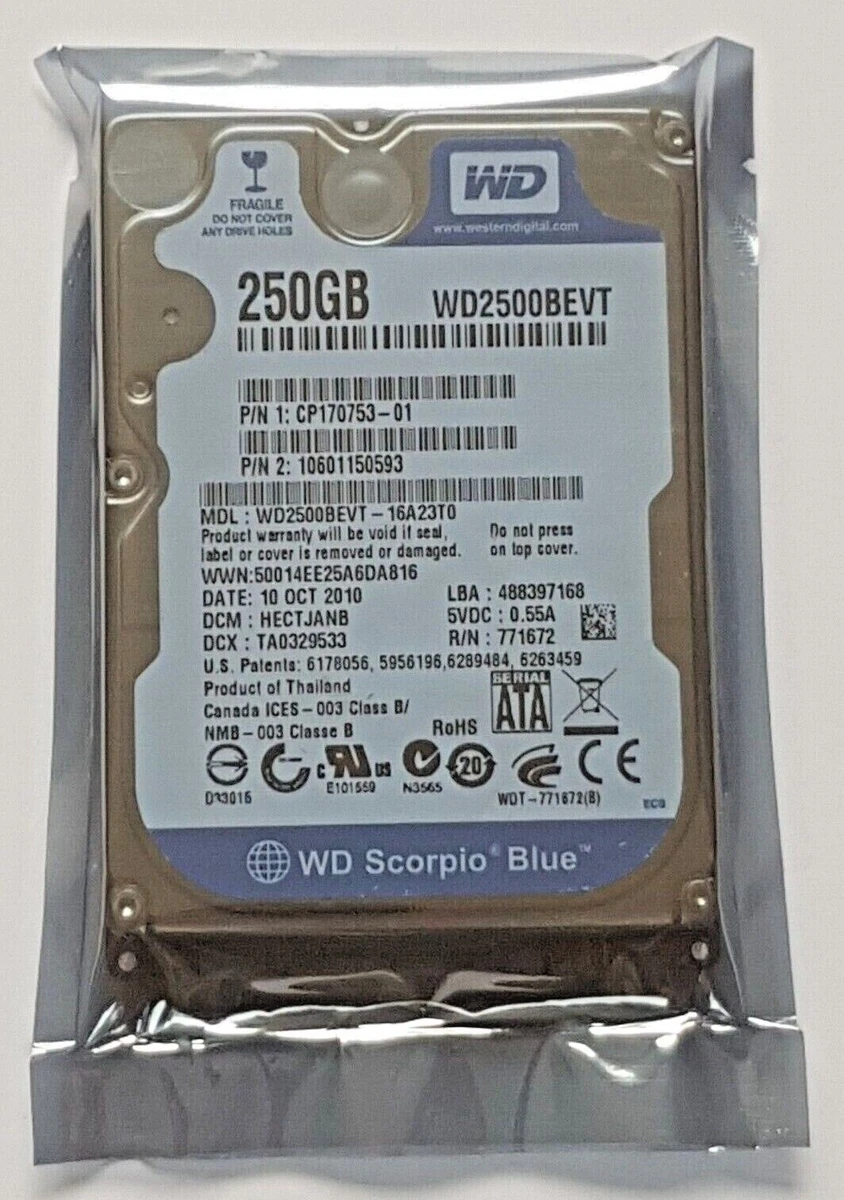 FRAGILE
DO NOT COVER
ANY DRIVE HOLES
WD
www.westerndigital.com
250GB WD2500BEVT
P/N 1: CP170753-01
P/N 2: 10601150593
MDL : WD2500BEVT-16A23T0
Product warranty will be void if seal,
label or cover is removed or damaged.
Do not press
on top cover.
WWN:50014EE25A6DA816
DATE: 10 OCT 2010
LBA : 488397168
DCM : HECTJANB
5VDC : 0.55A
DCX : TA0329533
R/N : 771672
U.S. Patents: 6178056, 5956196,6289484, 6263459
Product of Thailand
Canada ICES-003 Class B/
NMB-003 Classe B
RoHS
SERIAL
ATA
c RU us
E101559
N3565
20
CE
D33016
WDT-771672(B)
WD Scorpio® Blue™